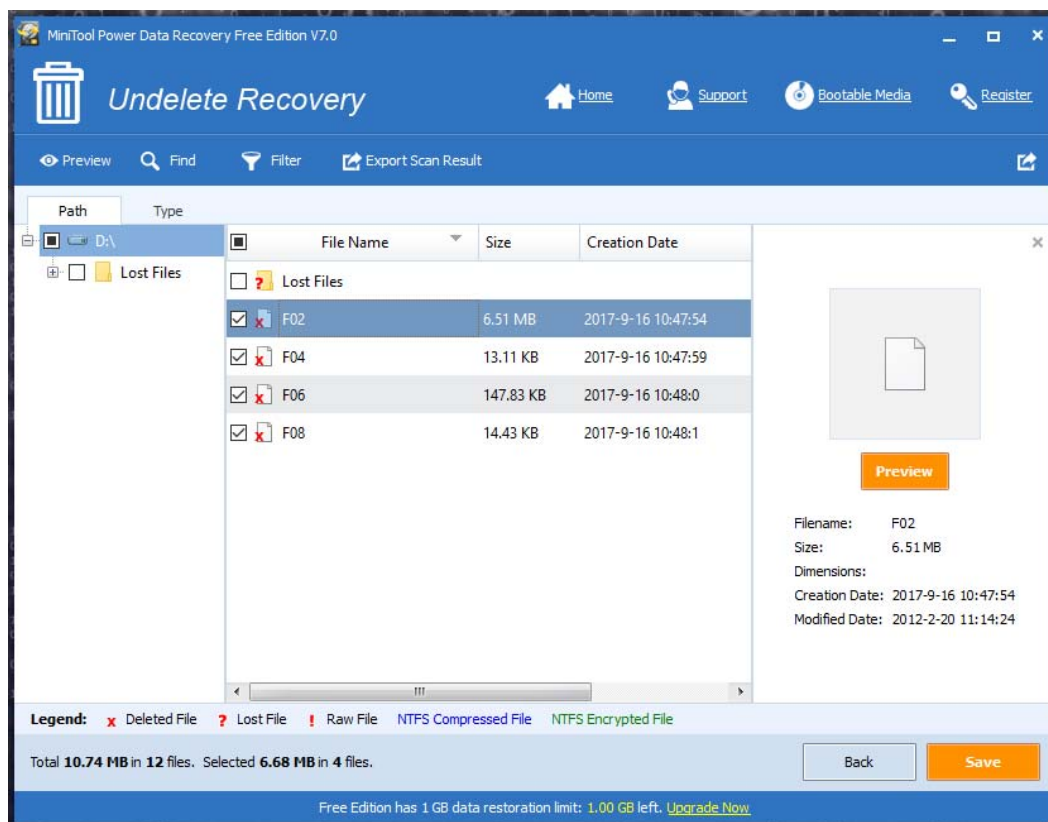 MiniTool Power Data Recovery Free Edition V7.0
Undelete Recovery
Home Support Bootable Media Register
Preview Find Filter Export Scan Result
Path Type
D:\
Lost Files
File Name Size Creation Date
Lost Files
F02 6.51 MB 2017-9-16 10:47:54
F04 13.11 KB 2017-9-16 10:47:59
F06 147.83 KB 2017-9-16 10:48:0
F08 14.43 KB 2017-9-16 10:48:1
Preview
Filename: F02
Size: 6.51 MB
Dimensions:
Creation Date: 2017-9-16 10:47:54
Modified Date: 2012-2-20 11:14:24
Legend: x Deleted File ? Lost File ! Raw File NTFS Compressed File NTFS Encrypted File
Total 10.74 MB in 12 files. Selected 6.68 MB in 4 files.
Back Save
Free Edition has 1 GB data restoration limit: 1.00 GB left. Upgrade Now